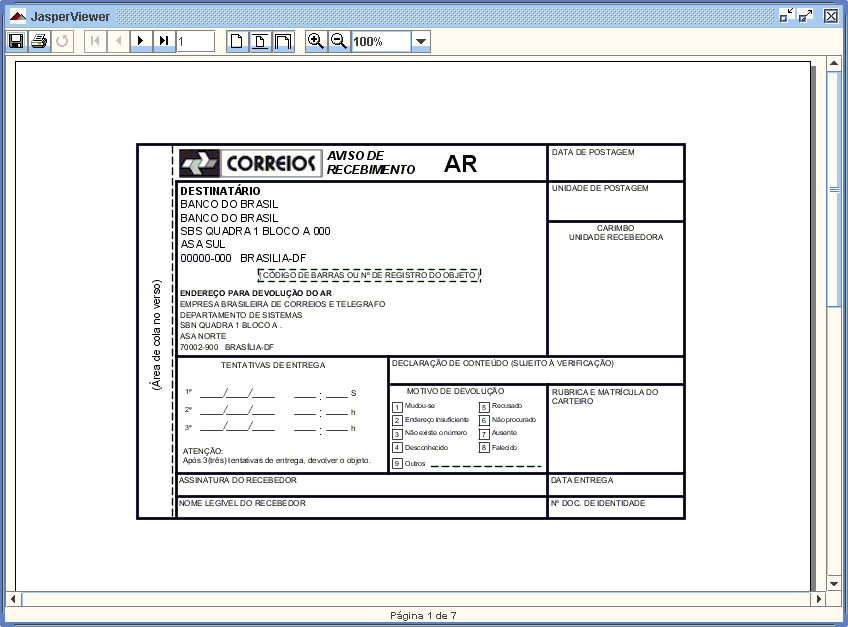 JasperViewer
1
100%
CORREIOS
AVISO DE
RECEBIMENTO
AR
DATA DE POSTAGEM
UNIDADE DE POSTAGEM
CARIMBO
UNIDADE RECEBEDORA
DESTINATÁRIO
BANCO DO BRASIL
BANCO DO BRASIL
SBS QUADRA 1 BLOCO A 000
ASA SUL
00000-000 BRASILIA-DF
( CÓDIGO DE BARRAS OU Nº DE REGISTRO DO OBJETO )
ENDEREÇO PARA DEVOLUÇÃO DO AR
EMPRESA BRASILEIRA DE CORREIOS E TELEGRAFO
DEPARTAMENTO DE SISTEMAS
SBN QUADRA 1 BLOCO A .
ASA NORTE
70002-900 BRASÍLIA-DF
(Área de cola no verso)
TENTATIVAS DE ENTREGA
1ª ____/____/____ ____ : ____ S
2ª ____/____/____ ____ : ____ h
3ª ____/____/____ ____ : ____ h
ATENÇÃO:
Após 3(três) tentativas de entrega, devolver o objeto.
DECLARAÇÃO DE CONTEÚDO (SUJEITO À VERIFICAÇÃO)
MOTIVO DE DEVOLUÇÃO
1 Mudou-se
2 Endereço insuficiente
3 Não existe o número
4 Desconhecido
5 Recusado
6 Não procurado
7 Ausente
8 Falecido
9 Outros
RUBRICA E MATRÍCULA DO
CARTEIRO
ASSINATURA DO RECEBEDOR
DATA ENTREGA
NOME LEGÍVEL DO RECEBEDOR
Nº DOC. DE IDENTIDADE
Página 1 de 7